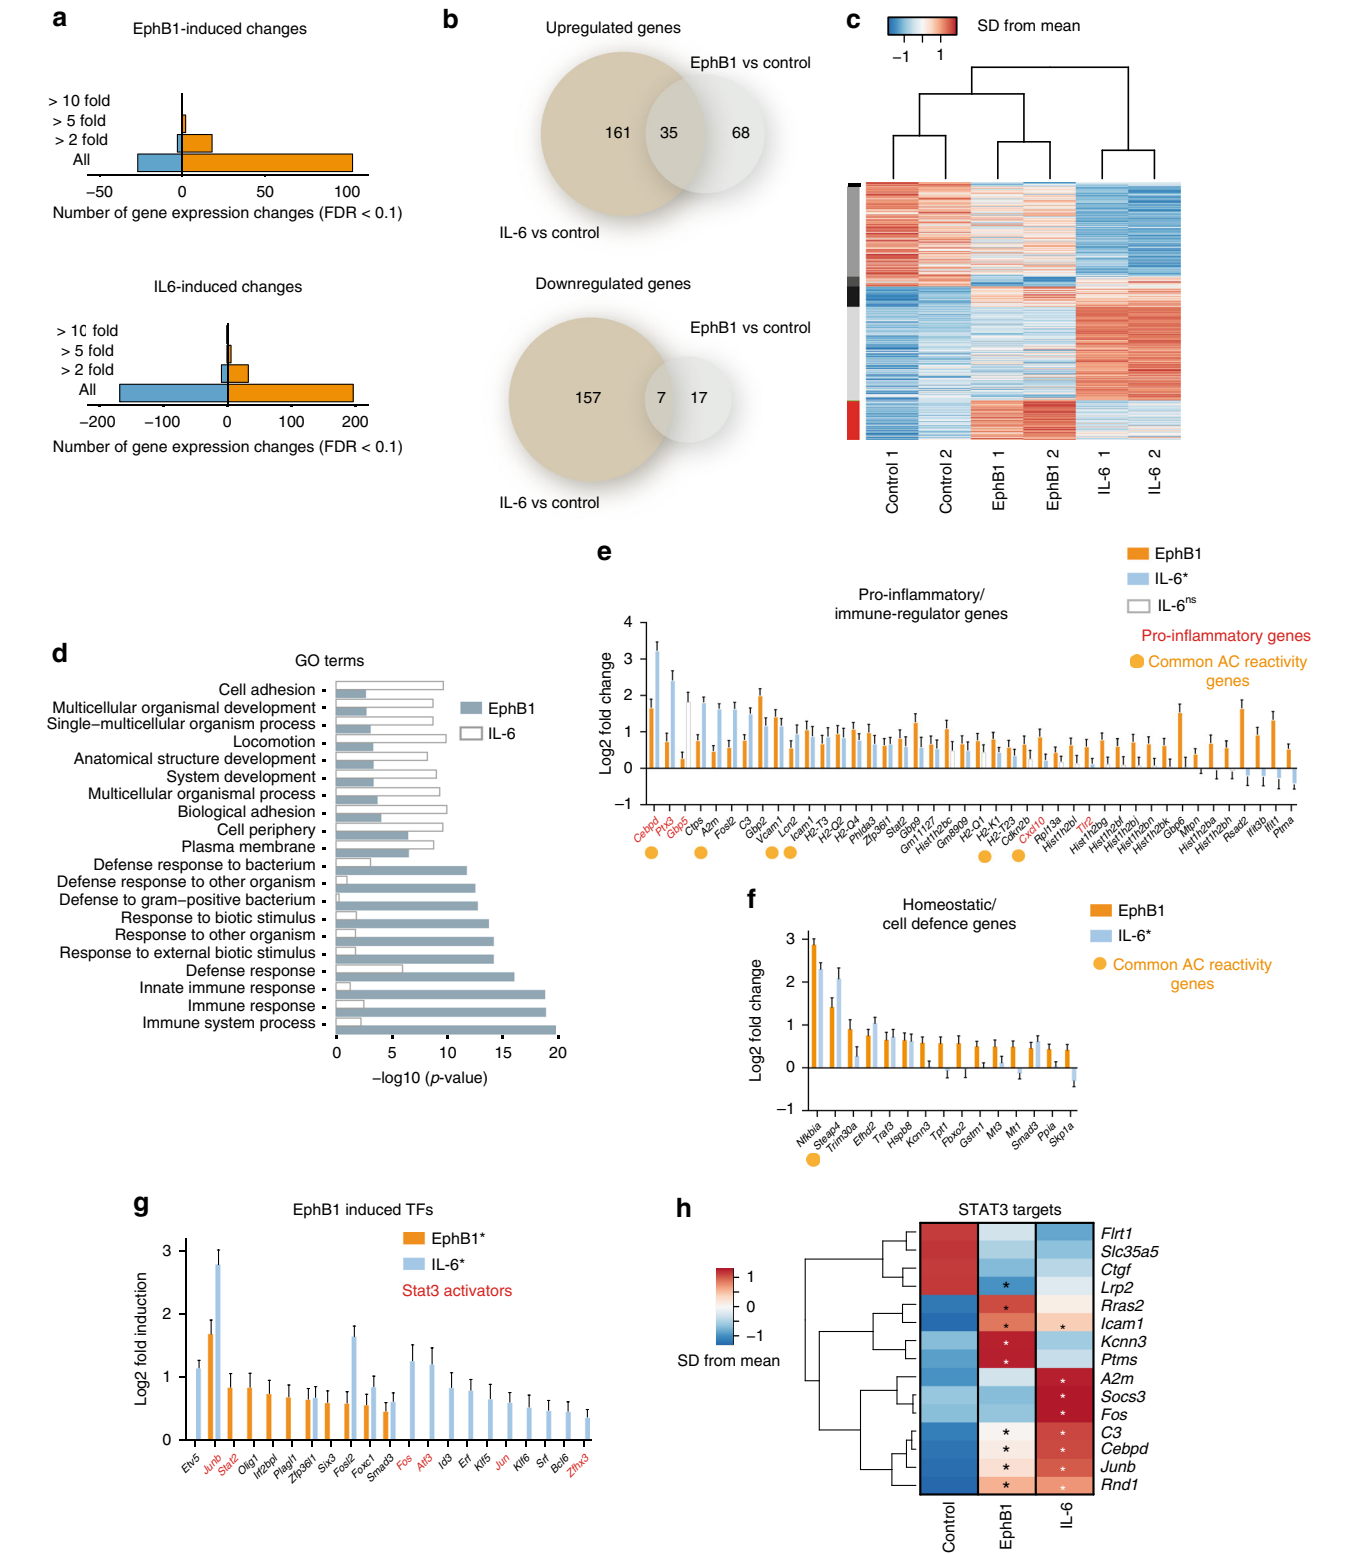 a
EphB1-induced changes
> 10 fold
> 5 fold
> 2 fold
All
−50
0
50
100
Number of gene expression changes (FDR < 0.1)
IL6-induced changes
> 10 fold
> 5 fold
> 2 fold
All
−200
−100
0
100
200
Number of gene expression changes (FDR < 0.1)
b
Upregulated genes
EphB1 vs control
161
35
68
IL-6 vs control
Downregulated genes
EphB1 vs control
157
7
17
IL-6 vs control
c
SD from mean
−1
1
Control 1
Control 2
EphB1 1
EphB1 2
IL-6 1
IL-6 2
d
GO terms
Cell adhesion
Multicellular organismal development
Single−multicellular organism process
Locomotion
Anatomical structure development
System development
Multicellular organismal process
Biological adhesion
Cell periphery
Plasma membrane
Defense response to bacterium
Defense response to other organism
Defense to gram−positive bacterium
Response to biotic stimulus
Response to other organism
Response to external biotic stimulus
Defense response
Innate immune response
Immune response
Immune system process
EphB1
IL-6
0
5
10
15
20
−log10 (p-value)
e
Pro-inflammatory/
immune-regulator genes
EphB1
IL-6*
IL-6ns
Pro-inflammatory genes
Common AC reactivity
genes
Log2 fold change
4
3
2
1
0
−1
Cebpd
Ptx3
Gbp5
Ctps
A2m
Fosl2
C3
Gbp2
Vcam1
Lcn2
Icam1
H2-T3
H2-Q2
H2-Q4
Phlda3
Zfp36l1
Stat2
Gbp9
Gm11127
Hist1h2bc
Gm8909
H2-Q1
H2-K1
H2-T23
Cdkn2b
Cxcl10
Rpl13a
Hist1h2bl
Tlr2
Hist1h2bg
Hist1h2bf
Hist1h2bj
Hist1h2bn
Hist1h2bk
Gbp6
Mtpn
Hist1h2ba
Hist1h2bh
Rsad2
Ifit3b
Ifit1
Ptma
f
Homeostatic/
cell defence genes
EphB1
IL-6*
Common AC reactivity
genes
Log2 fold change
3
2
1
0
−1
Nfkbia
Steap4
Trim30a
Efhd2
Traf3
Hspb8
Kcnn3
Tpt1
Fbxo2
Gstm1
Mt3
Mt1
Smad3
Ppia
Skp1a
g
EphB1 induced TFs
EphB1*
IL-6*
Stat3 activators
Log2 fold induction
3
2
1
0
Etv5
Junb
Stat2
Olig1
Irf2bpl
Plagl1
Zfp36l1
Six3
Fosl2
Foxc1
Smad3
Fos
Atf3
Id3
Erf
Klf5
Jun
Klf6
Srf
Bcl6
Zfhx3
h
STAT3 targets
1
0
−1
SD from mean
Flrt1
Slc35a5
Ctgf
Lrp2
*
Rras2
*
Icam1
* *
Kcnn3
*
Ptms
*
A2m
*
Socs3
*
Fos
*
C3
* *
Cebpd
* *
Junb
* *
Rnd1
* *
Control
EphB1
IL-6